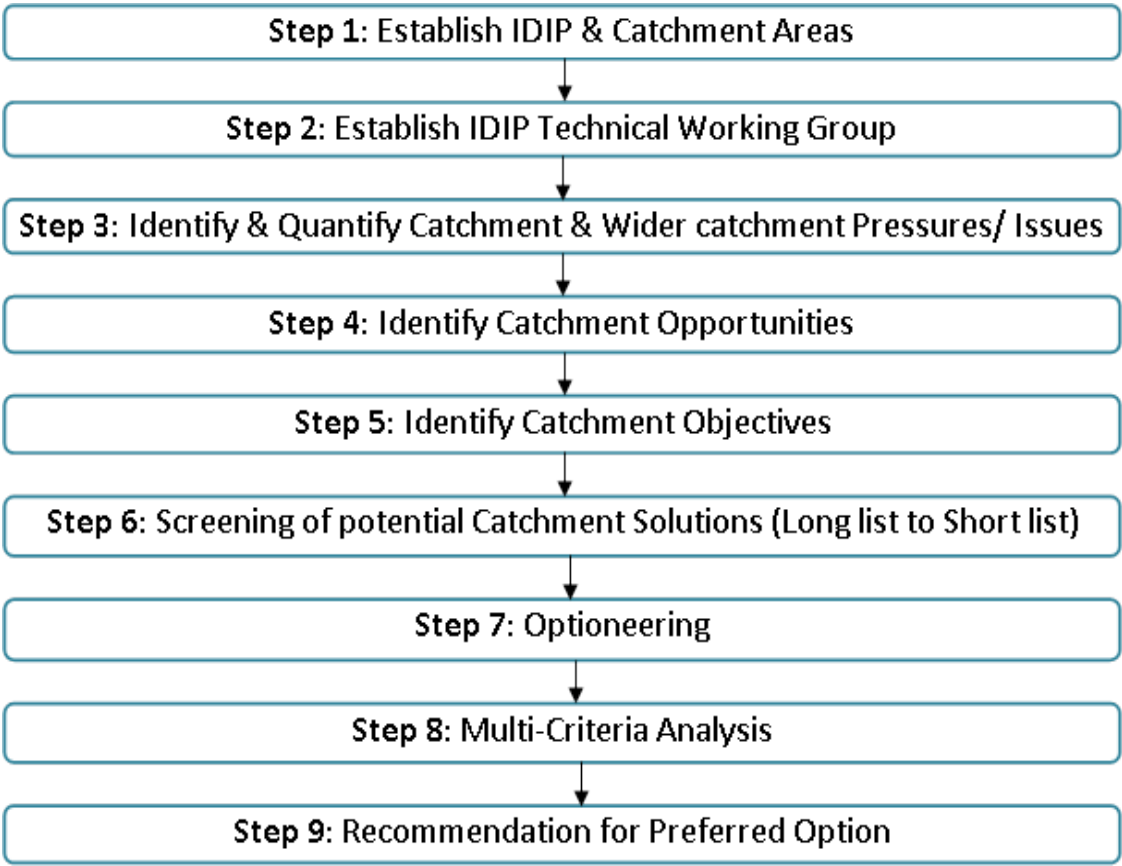 Step 1: Establish IDIP & Catchment Areas
Step 2: Establish IDIP Technical Working Group
Step 3: Identify & Quantify Catchment & Wider catchment Pressures/ Issues
Step 4: Identify Catchment Opportunities
Step 5: Identify Catchment Objectives
Step 6: Screening of potential Catchment Solutions (Long list to Short list)
Step 7: Optioneering
Step 8: Multi-Criteria Analysis
Step 9: Recommendation for Preferred Option